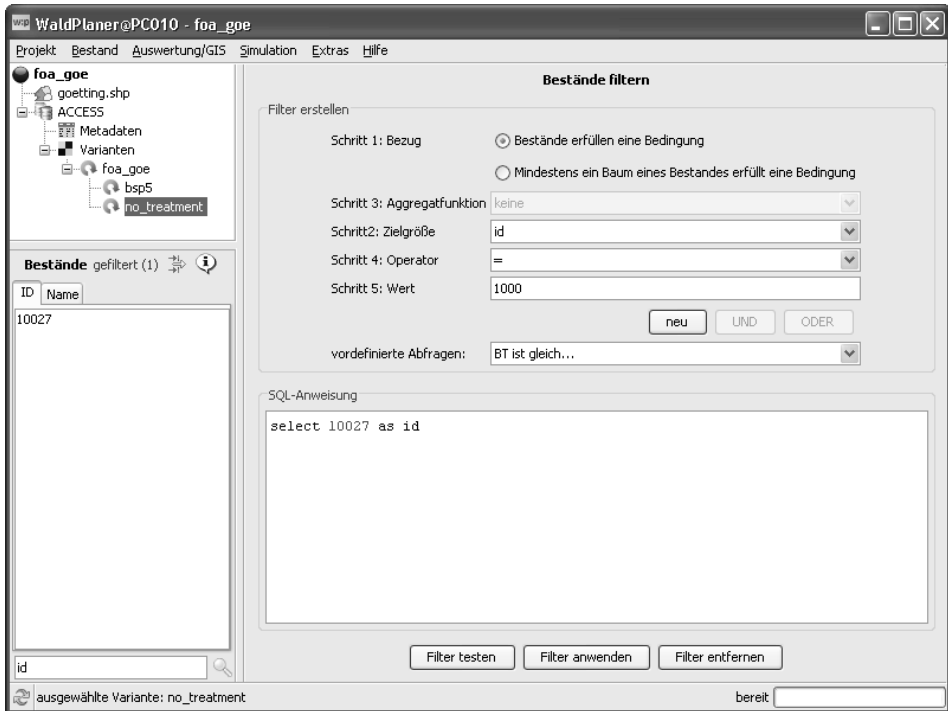 w:p WaldPlaner@PC010 - foa_goe
Projekt Bestand Auswertung/GIS Simulation Extras Hilfe
foa_goe
goetting.shp
ACCESS
Metadaten
Varianten
foa_goe
bsp5
no_treatment
Bestände gefiltert (1)
ID Name
10027
id
Bestände filtern
Filter erstellen
Schritt 1: Bezug
Bestände erfüllen eine Bedingung
Mindestens ein Baum eines Bestandes erfüllt eine Bedingung
Schritt 3: Aggregatfunktion keine
Schritt2: Zielgröße id
Schritt 4: Operator =
Schritt 5: Wert 1000
neu UND ODER
vordefinierte Abfragen: BT ist gleich...
SQL-Anweisung
select 10027 as id
Filter testen Filter anwenden Filter entfernen
ausgewählte Variante: no_treatment bereit